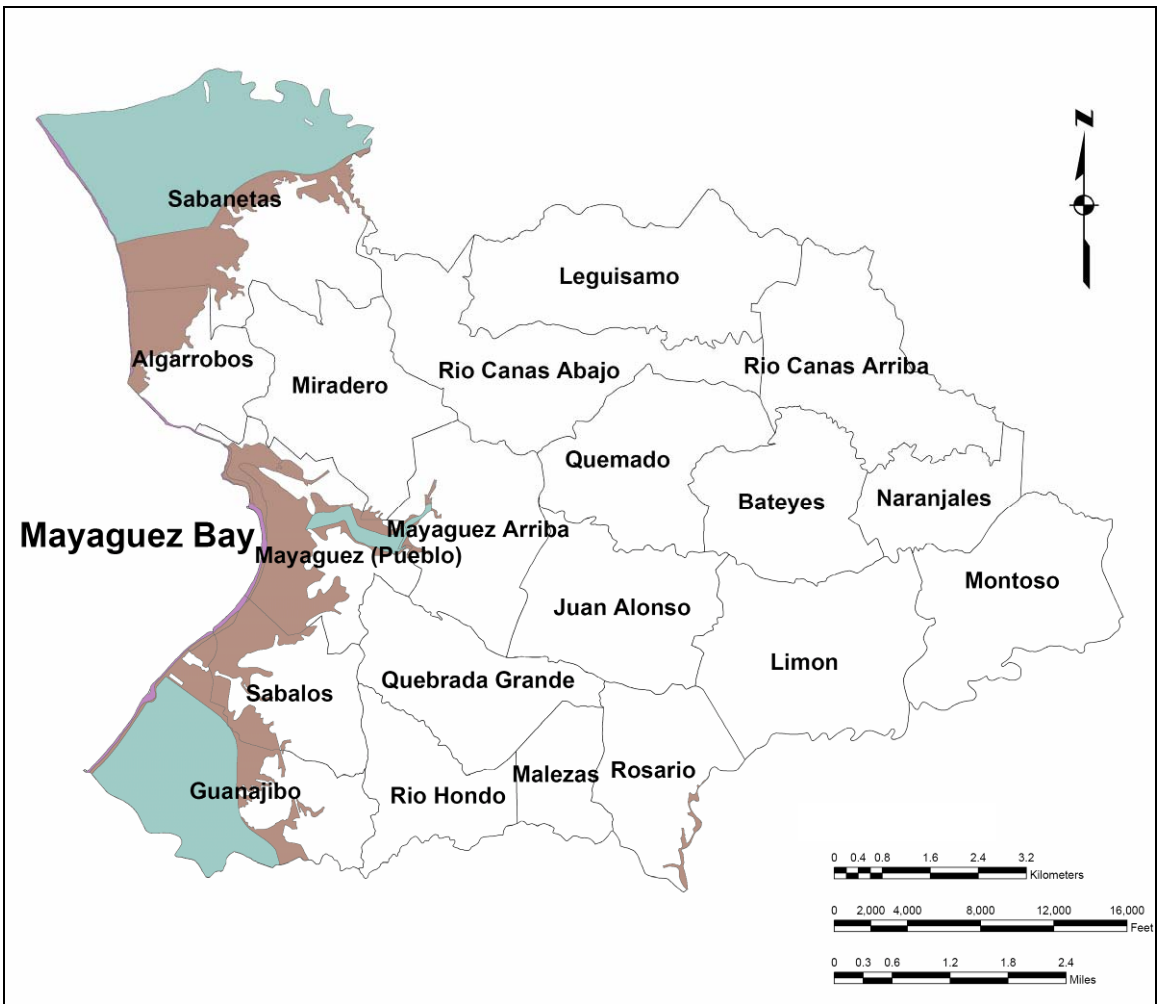 N
Sabanetas
Leguisamo
Algarrobos
Miradero
Rio Canas Abajo
Rio Canas Arriba
Quemado
Bateyes
Naranjales
Mayaguez Bay
Mayaguez Arriba
Mayaguez (Pueblo)
Montoso
Juan Alonso
Limon
Quebrada Grande
Sabalos
Malezas
Rosario
Guanajibo
Rio Hondo
0 0.4 0.8 1.6 2.4 3.2
Kilometers
0 2,000 4,000 8,000 12,000 16,000
Feet
0 0.3 0.6 1.2 1.8 2.4
Miles